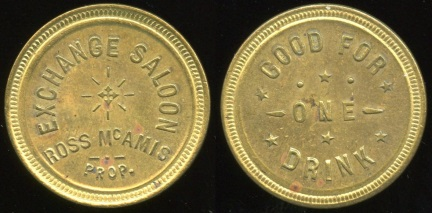 EXCHANGE SALOON
ROSS McAMIS
PROP.
GOOD FOR
ONE
DRINK